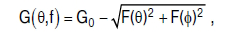 G(θ,f) = G₀ − √F(θ)² + F(ϕ)² ,